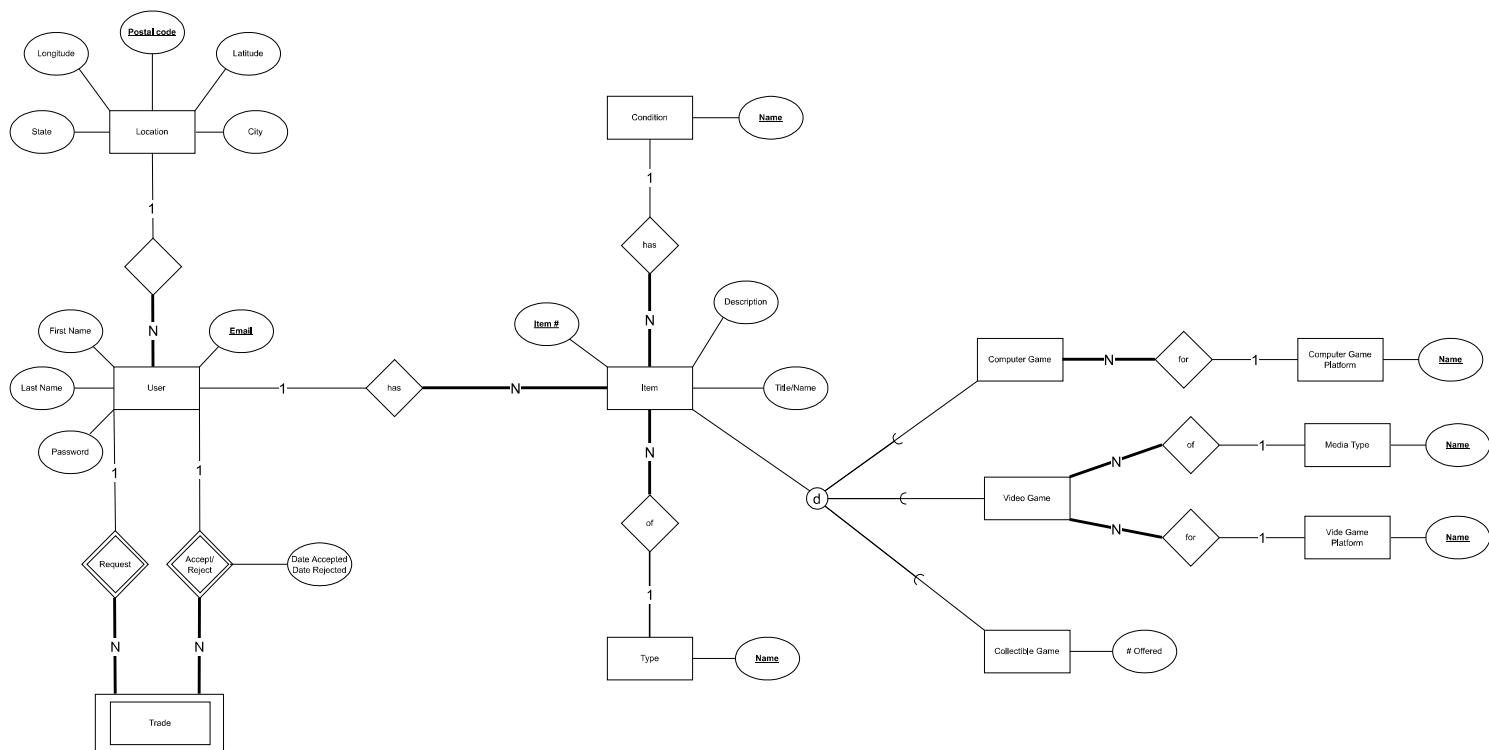 Postal code
Longitude
Latitude
State
Location
City
1
N
First Name
Email
Last Name
User
Password
1
has
N
1
1
Request
Accept/
Reject
Date Accepted
Date Rejected
N
N
Trade
Condition
Name
1
has
N
Item #
Description
Item
Title/Name
N
of
1
Type
Name
d
Computer Game
N
for
1
Computer Game
Platform
Name
Video Game
N
of
1
Media Type
Name
N
for
1
Vide Game
Platform
Name
Collectible Game
# Offered